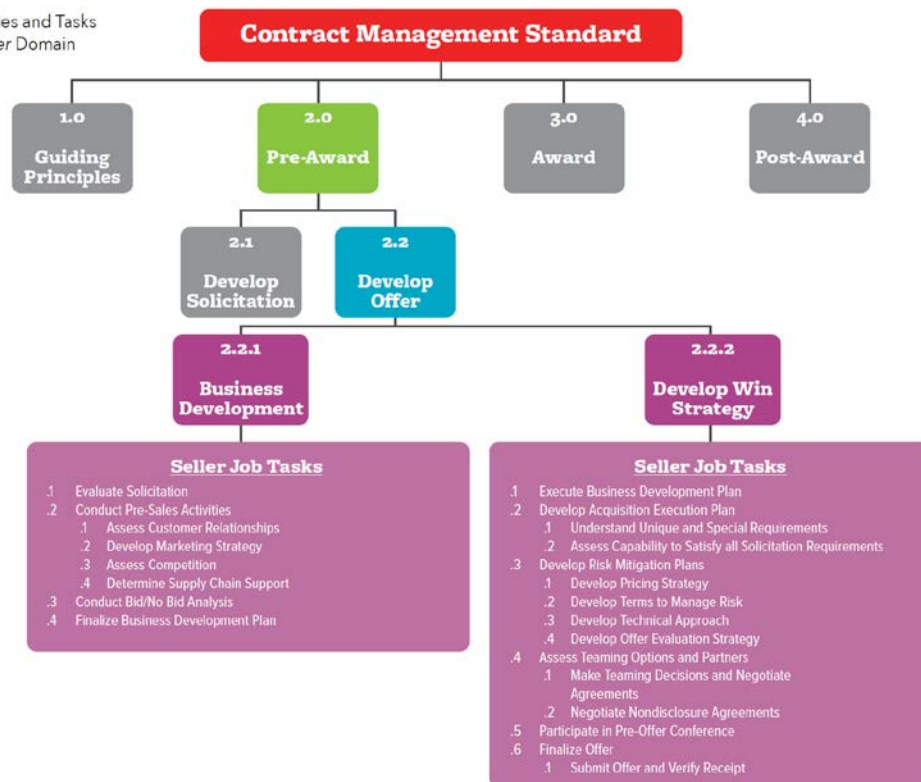 ies and Tasks
er Domain
Contract Management Standard
1.0
Guiding
Principles
2.0
Pre-Award
3.0
Award
4.0
Post-Award
2.1
Develop
Solicitation
2.2
Develop
Offer
2.2.1
Business
Development
2.2.2
Develop Win
Strategy
Seller Job Tasks
.1 Evaluate Solicitation
.2 Conduct Pre-Sales Activities
.1 Assess Customer Relationships
.2 Develop Marketing Strategy
.3 Assess Competition
.4 Determine Supply Chain Support
.3 Conduct Bid/No Bid Analysis
.4 Finalize Business Development Plan
Seller Job Tasks
.1 Execute Business Development Plan
.2 Develop Acquisition Execution Plan
.1 Understand Unique and Special Requirements
.2 Assess Capability to Satisfy all Solicitation Requirements
.3 Develop Risk Mitigation Plans
.1 Develop Pricing Strategy
.2 Develop Terms to Manage Risk
.3 Develop Technical Approach
.4 Develop Offer Evaluation Strategy
.4 Assess Teaming Options and Partners
.1 Make Teaming Decisions and Negotiate
Agreements
.2 Negotiate Nondisclosure Agreements
.5 Participate in Pre-Offer Conference
.6 Finalize Offer
.1 Submit Offer and Verify Receipt